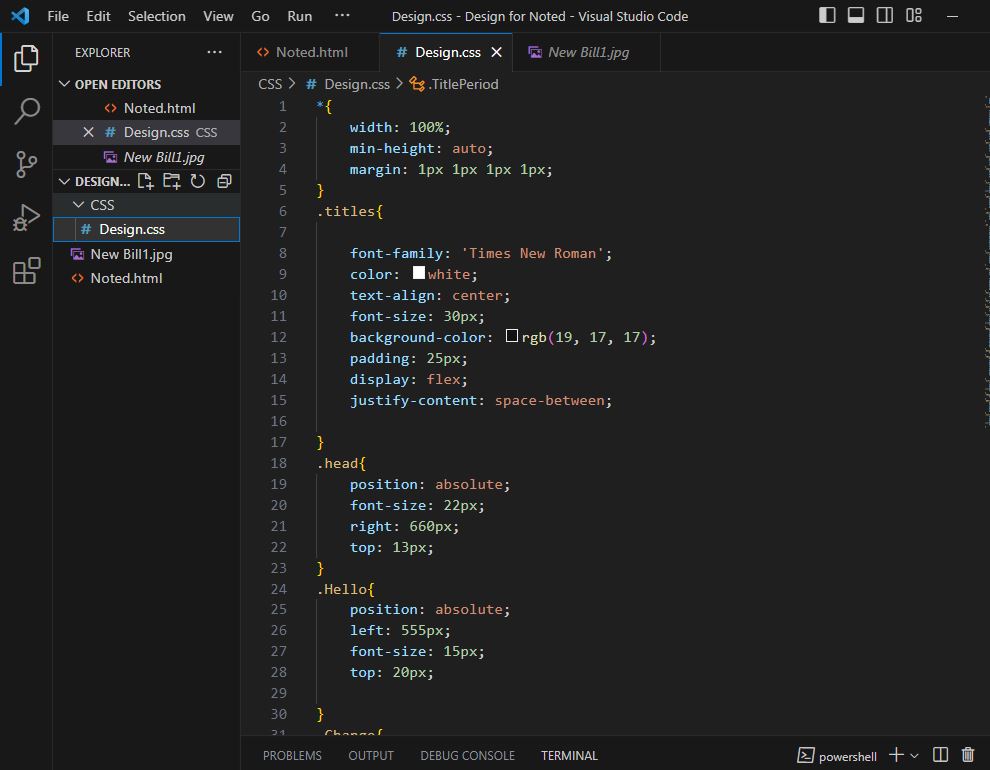 File Edit Selection View Go Run ··· Design.css - Design for Noted - Visual Studio Code
EXPLORER ···
OPEN EDITORS
Noted.html
Design.css CSS
New Bill1.jpg
DESIGN...
CSS
# Design.css
New Bill1.jpg
<> Noted.html
<> Noted.html # Design.css New Bill1.jpg
CSS > # Design.css > .TitlePeriod
1 *{
2 width: 100%;
3 min-height: auto;
4 margin: 1px 1px 1px 1px;
5 }
6 .titles{
7
8 font-family: 'Times New Roman';
9 color: white;
10 text-align: center;
11 font-size: 30px;
12 background-color: rgb(19, 17, 17);
13 padding: 25px;
14 display: flex;
15 justify-content: space-between;
16
17 }
18 .head{
19 position: absolute;
20 font-size: 22px;
21 right: 660px;
22 top: 13px;
23 }
24 .Hello{
25 position: absolute;
26 left: 555px;
27 font-size: 15px;
28 top: 20px;
29
30 }
31 .Change{
PROBLEMS OUTPUT DEBUG CONSOLE TERMINAL powershell